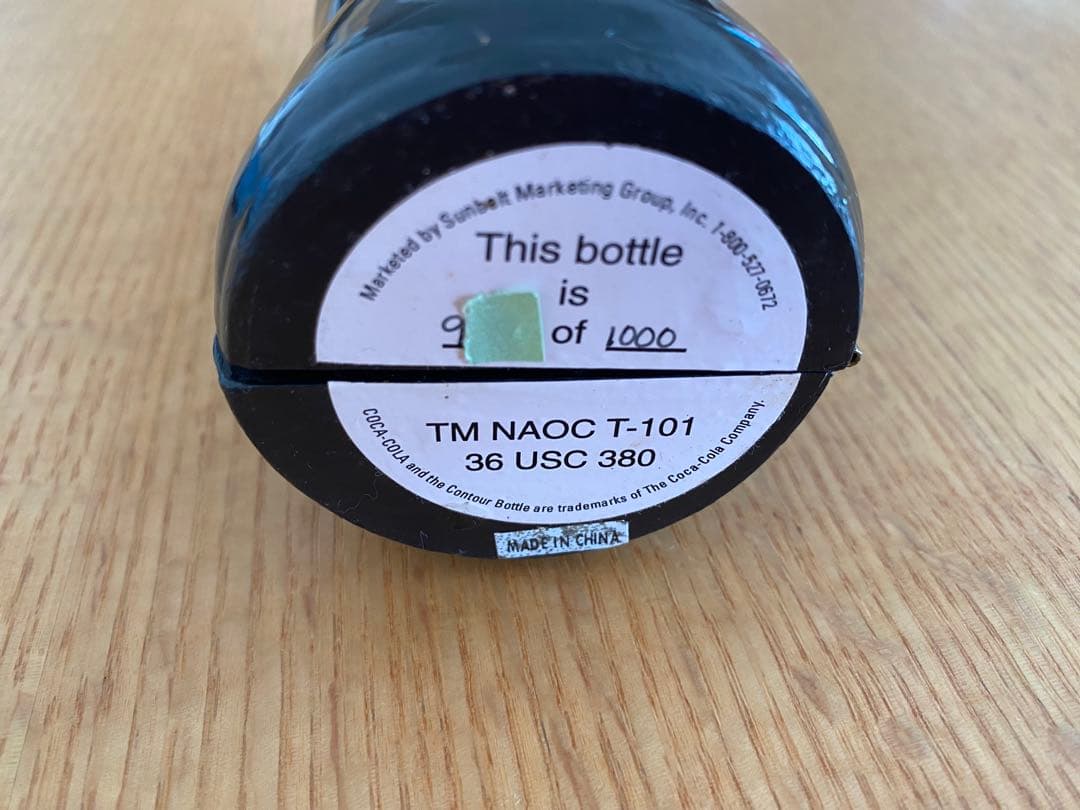 Marketed by Sunbelt Marketing Group, Inc. 1-800-527-0672
This bottle
is
9 of 1000
TM NAOC T-101
36 USC 380
COCA-COLA and the Contour Bottle are trademarks of The Coca-Cola Company.
MADE IN CHINA